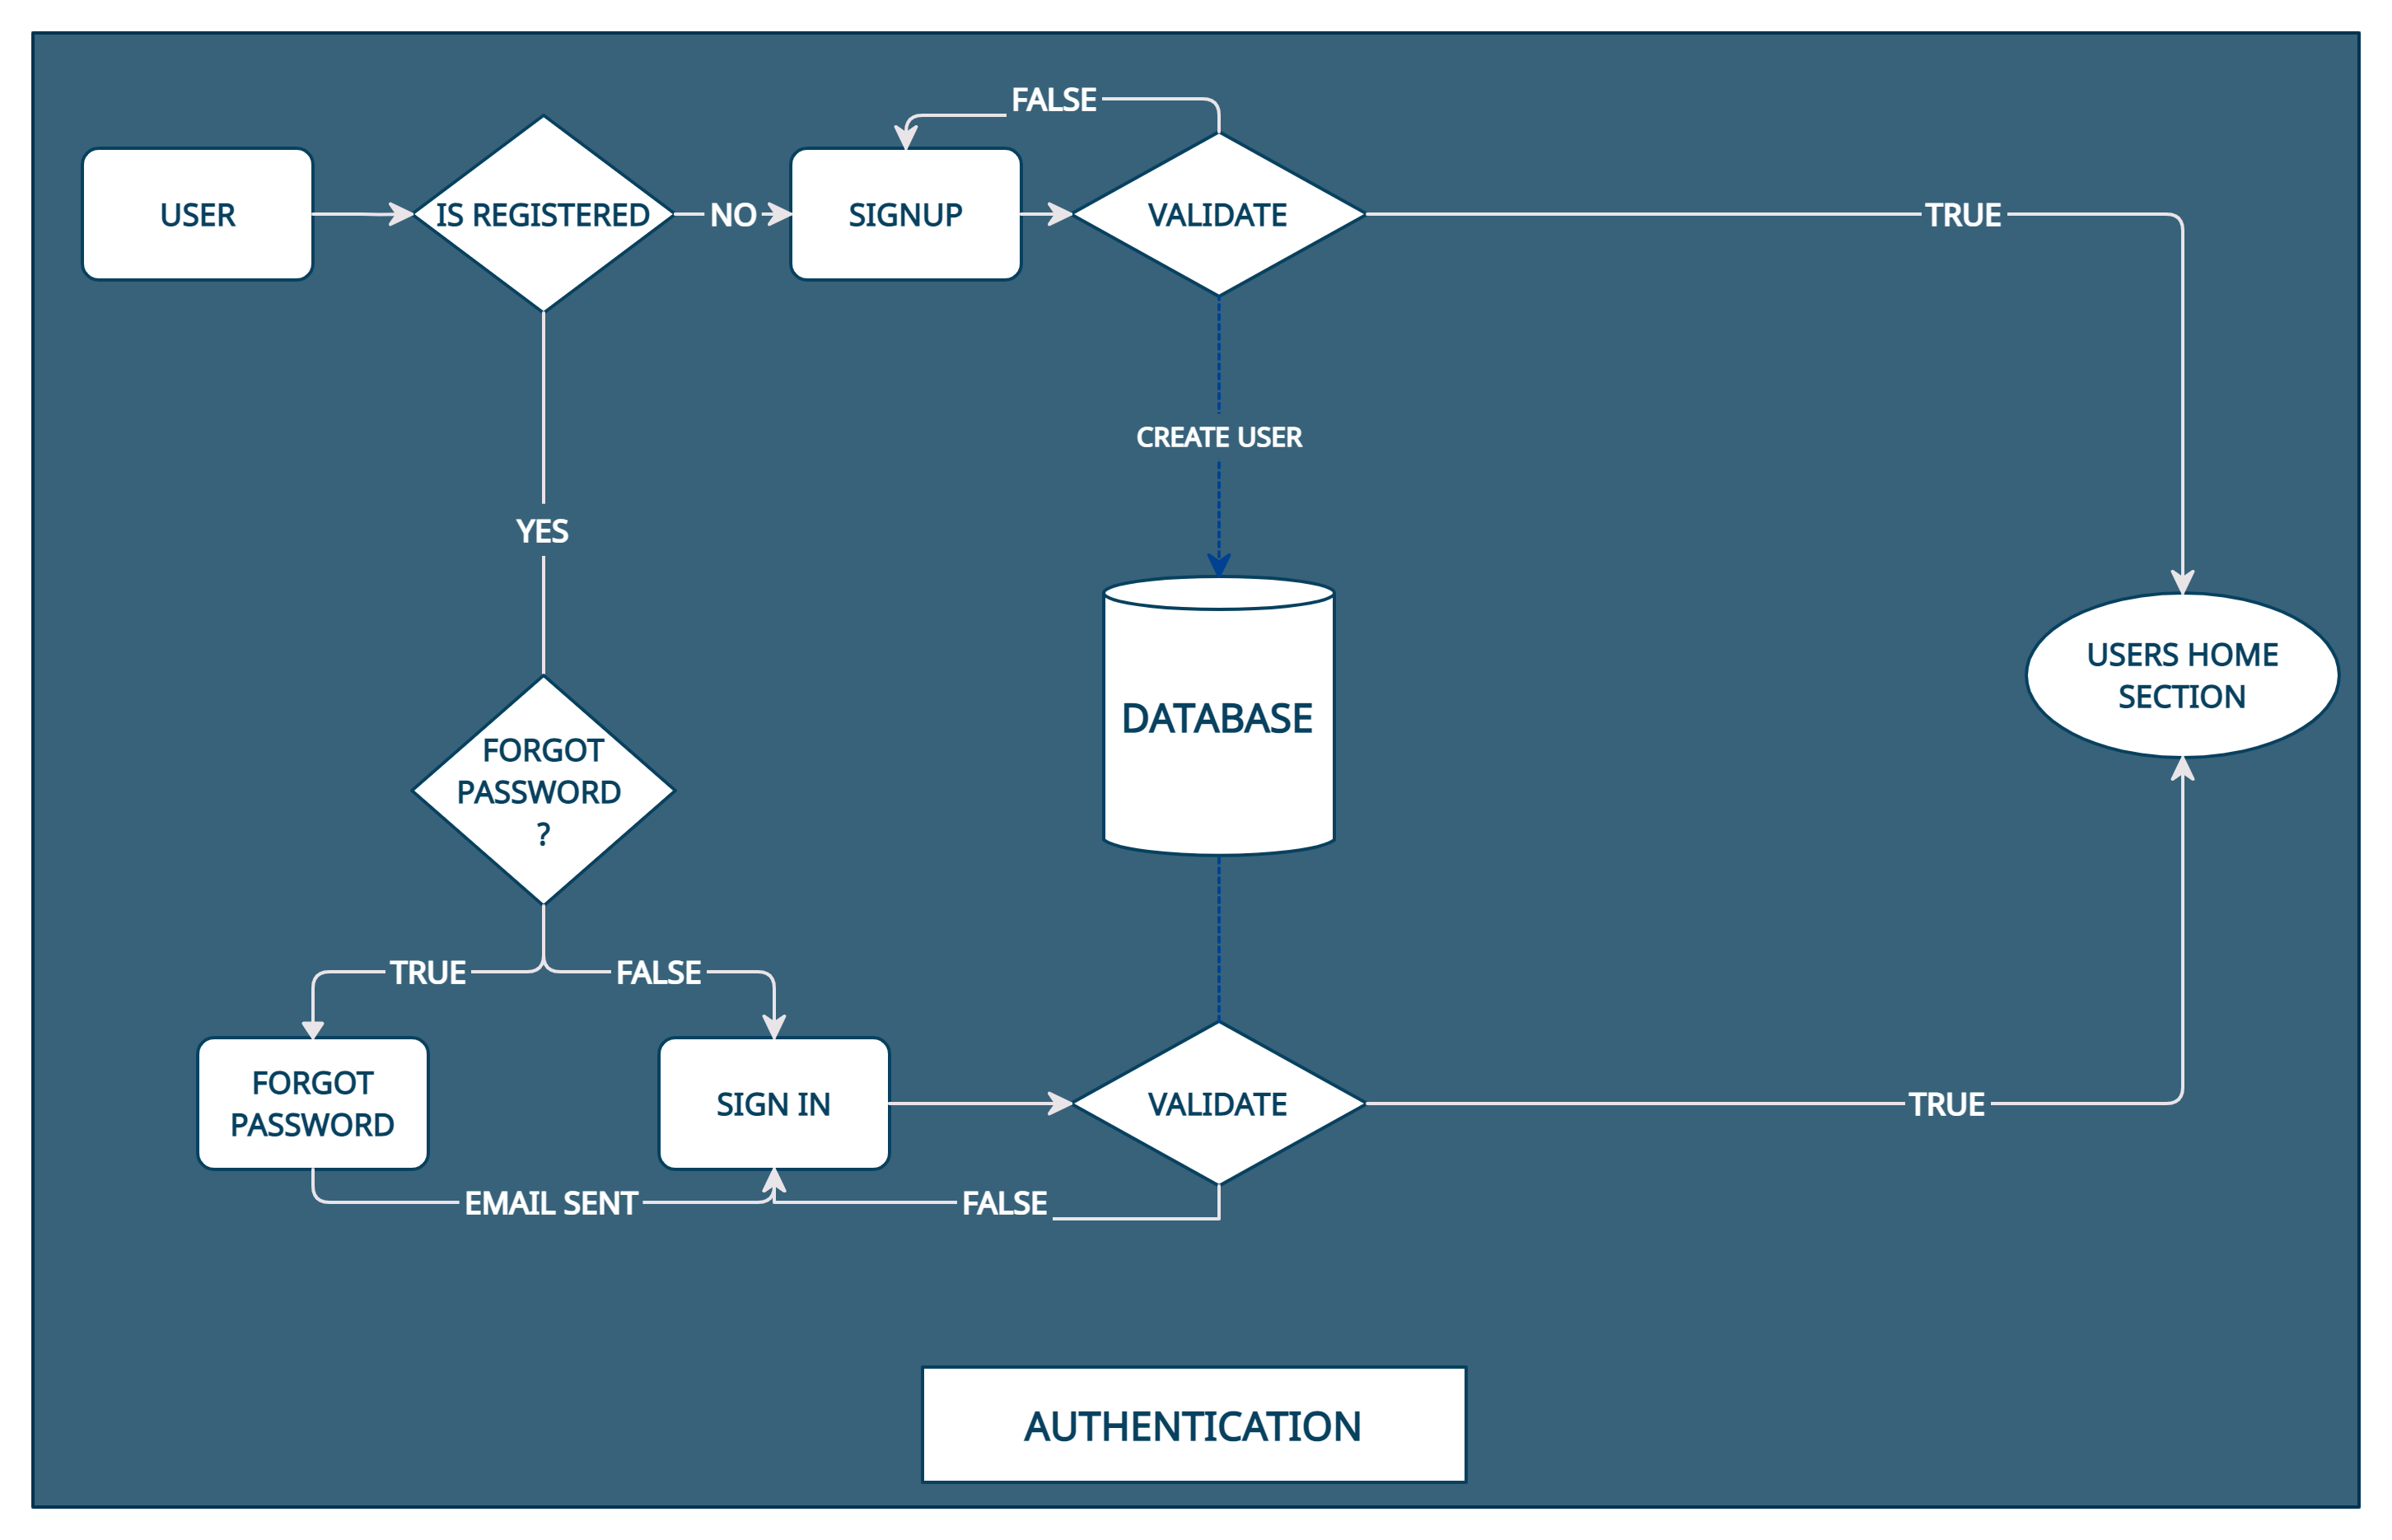 FALSE
USER
IS REGISTERED
NO
SIGNUP
VALIDATE
TRUE
CREATE USER
YES
DATABASE
USERS HOME
SECTION
FORGOT
PASSWORD
?
TRUE
FALSE
FORGOT
PASSWORD
SIGN IN
VALIDATE
TRUE
EMAIL SENT
FALSE
AUTHENTICATION